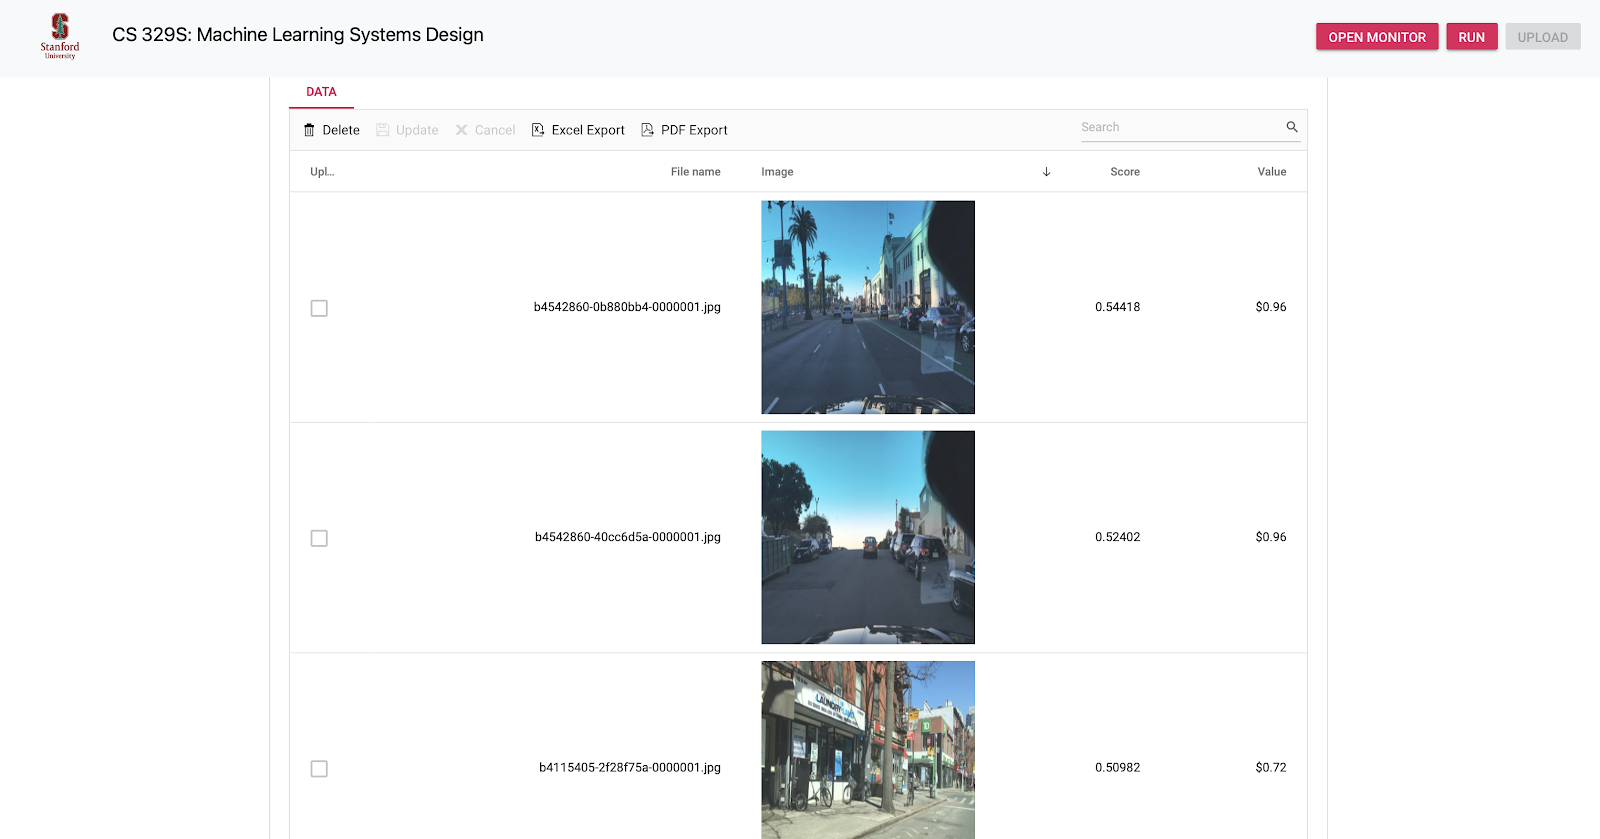 Stanford
University
CS 329S: Machine Learning Systems Design
OPEN MONITOR
RUN
UPLOAD
DATA
Delete
Update
Cancel
Excel Export
PDF Export
Search
Upl...
File name
Image
Score
Value
b4542860-0b880bb4-0000001.jpg
0.54418
$0.96
b4542860-40cc6d5a-0000001.jpg
0.52402
$0.96
LAUNDRY
b4115405-2f28f75a-0000001.jpg
0.50982
$0.72